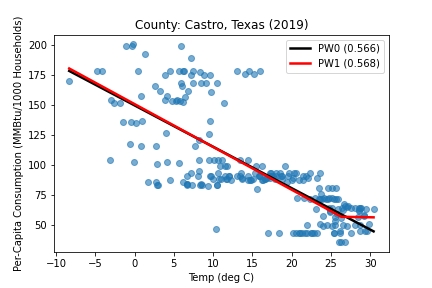 County: Castro, Texas (2019)
PW0 (0.566)
PW1 (0.568)
Per-Capita Consumption (MMBtu/1000 Households)
200
175
150
125
100
75
50
−10 −5 0 5 10 15 20 25 30
Temp (deg C)